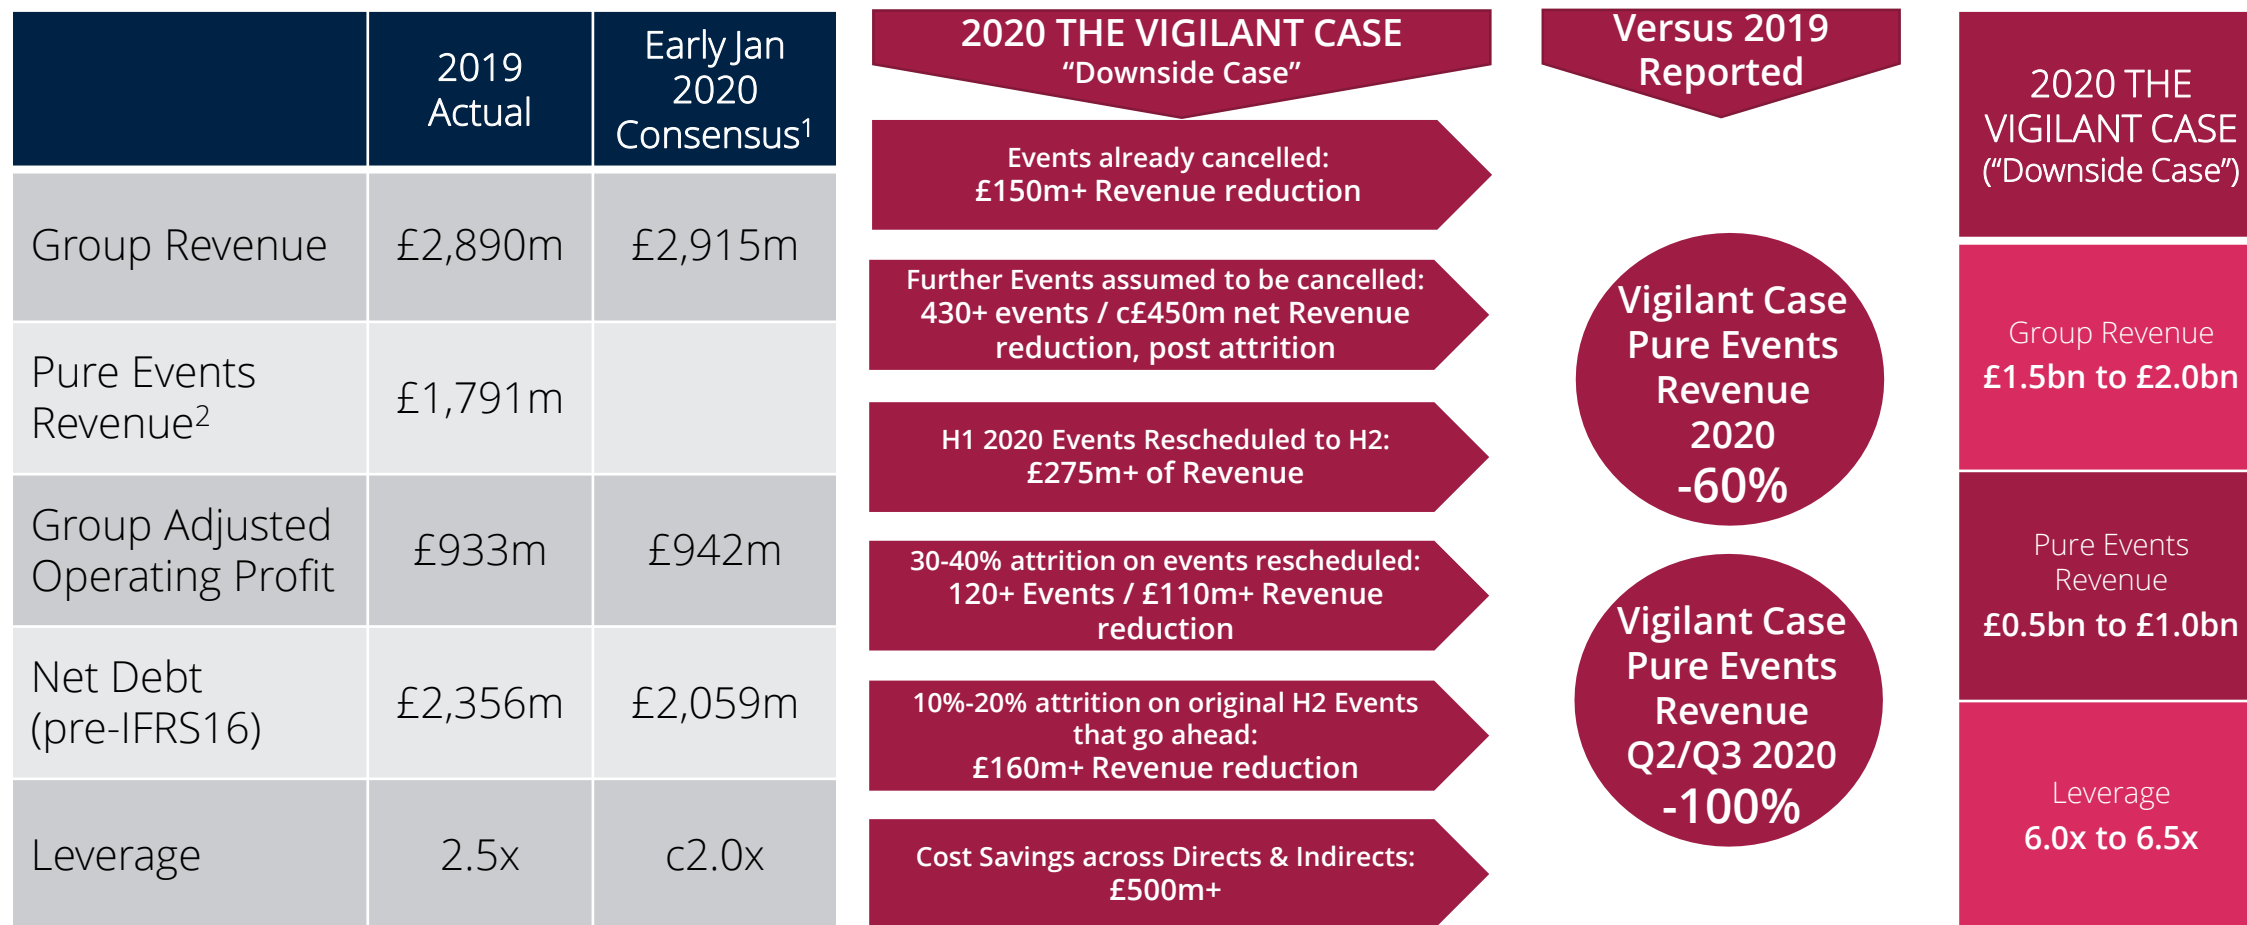 2019
Actual
Early Jan
2020
Consensus¹
Group Revenue
£2,890m
£2,915m
Pure Events
Revenue²
£1,791m
Group Adjusted
Operating Profit
£933m
£942m
Net Debt
(pre-IFRS16)
£2,356m
£2,059m
Leverage
2.5x
c2.0x
2020 THE VIGILANT CASE
“Downside Case”
Events already cancelled:
£150m+ Revenue reduction
Further Events assumed to be cancelled:
430+ events / c£450m net Revenue
reduction, post attrition
H1 2020 Events Rescheduled to H2:
£275m+ of Revenue
30-40% attrition on events rescheduled:
120+ Events / £110m+ Revenue
reduction
10%-20% attrition on original H2 Events
that go ahead:
£160m+ Revenue reduction
Cost Savings across Directs & Indirects:
£500m+
Versus 2019
Reported
Vigilant Case
Pure Events
Revenue
2020
-60%
Vigilant Case
Pure Events
Revenue
Q2/Q3 2020
-100%
2020 THE
VIGILANT CASE
(“Downside Case”)
Group Revenue
£1.5bn to £2.0bn
Pure Events
Revenue
£0.5bn to £1.0bn
Leverage
6.0x to 6.5x